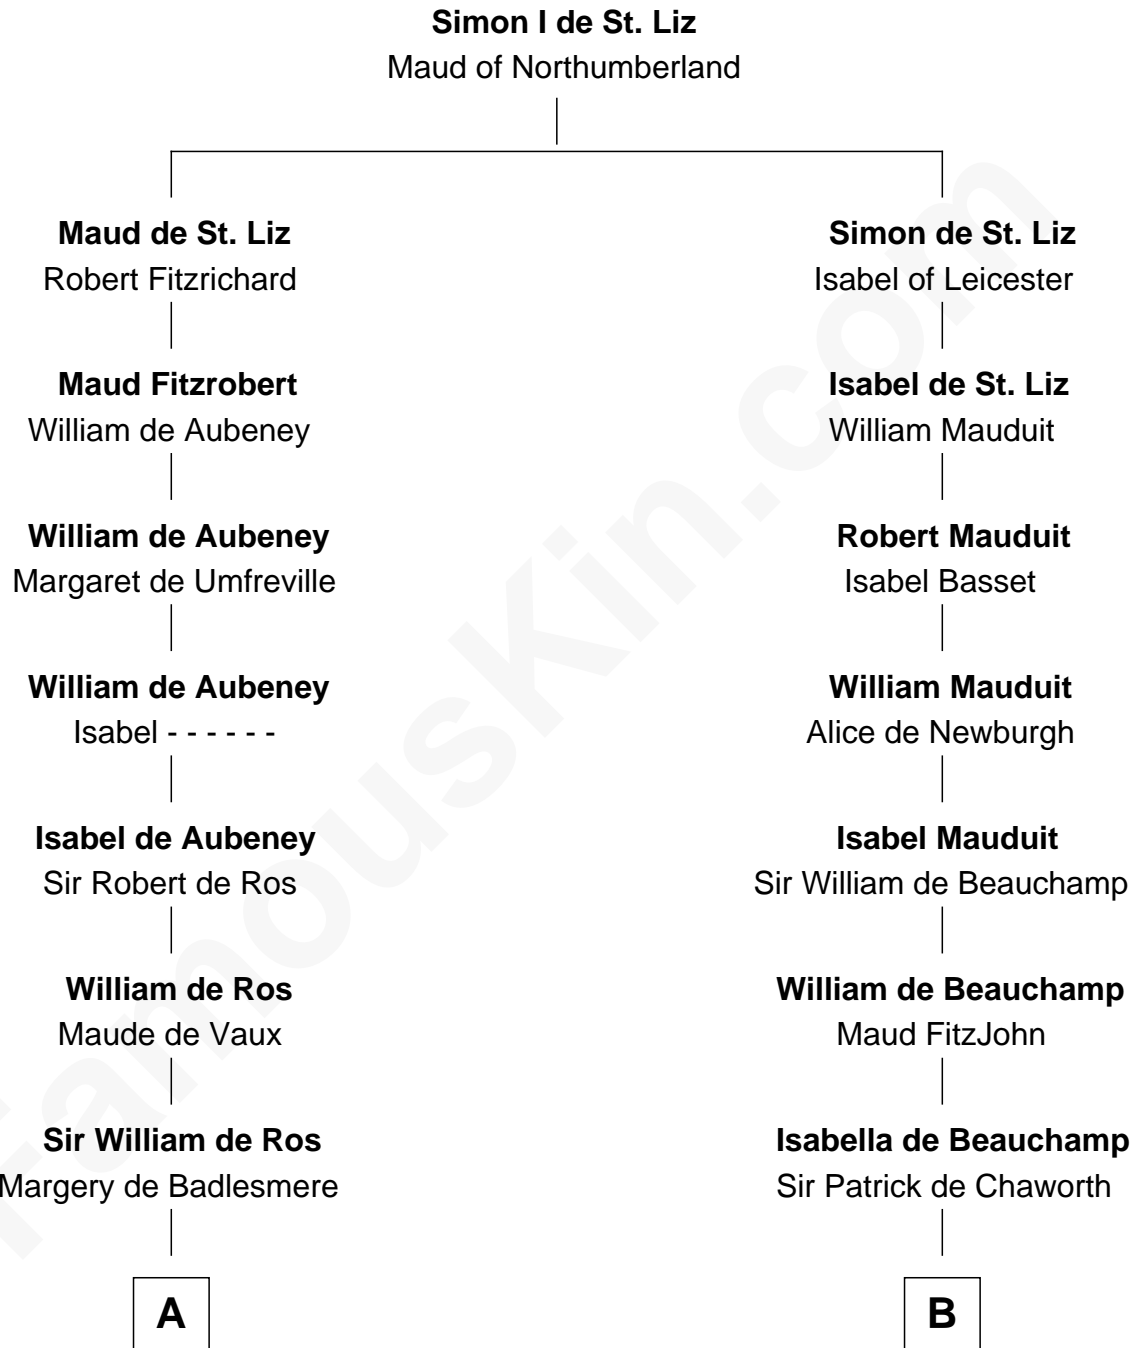 Simon I de St. Liz
Maud of Northumberland
Maud de St. Liz
Robert Fitzrichard
Maud Fitzrobert
William de Aubeney
William de Aubeney
Margaret de Umfreville
William de Aubeney
Isabel - - - - - -
Isabel de Aubeney
Sir Robert de Ros
William de Ros
Maude de Vaux
Sir William de Ros
Margery de Badlesmere
A
Simon de St. Liz
Isabel of Leicester
Isabel de St. Liz
William Mauduit
Robert Mauduit
Isabel Basset
William Mauduit
Alice de Newburgh
Isabel Mauduit
Sir William de Beauchamp
William de Beauchamp
Maud FitzJohn
Isabella de Beauchamp
Sir Patrick de Chaworth
B
FamousKin.com